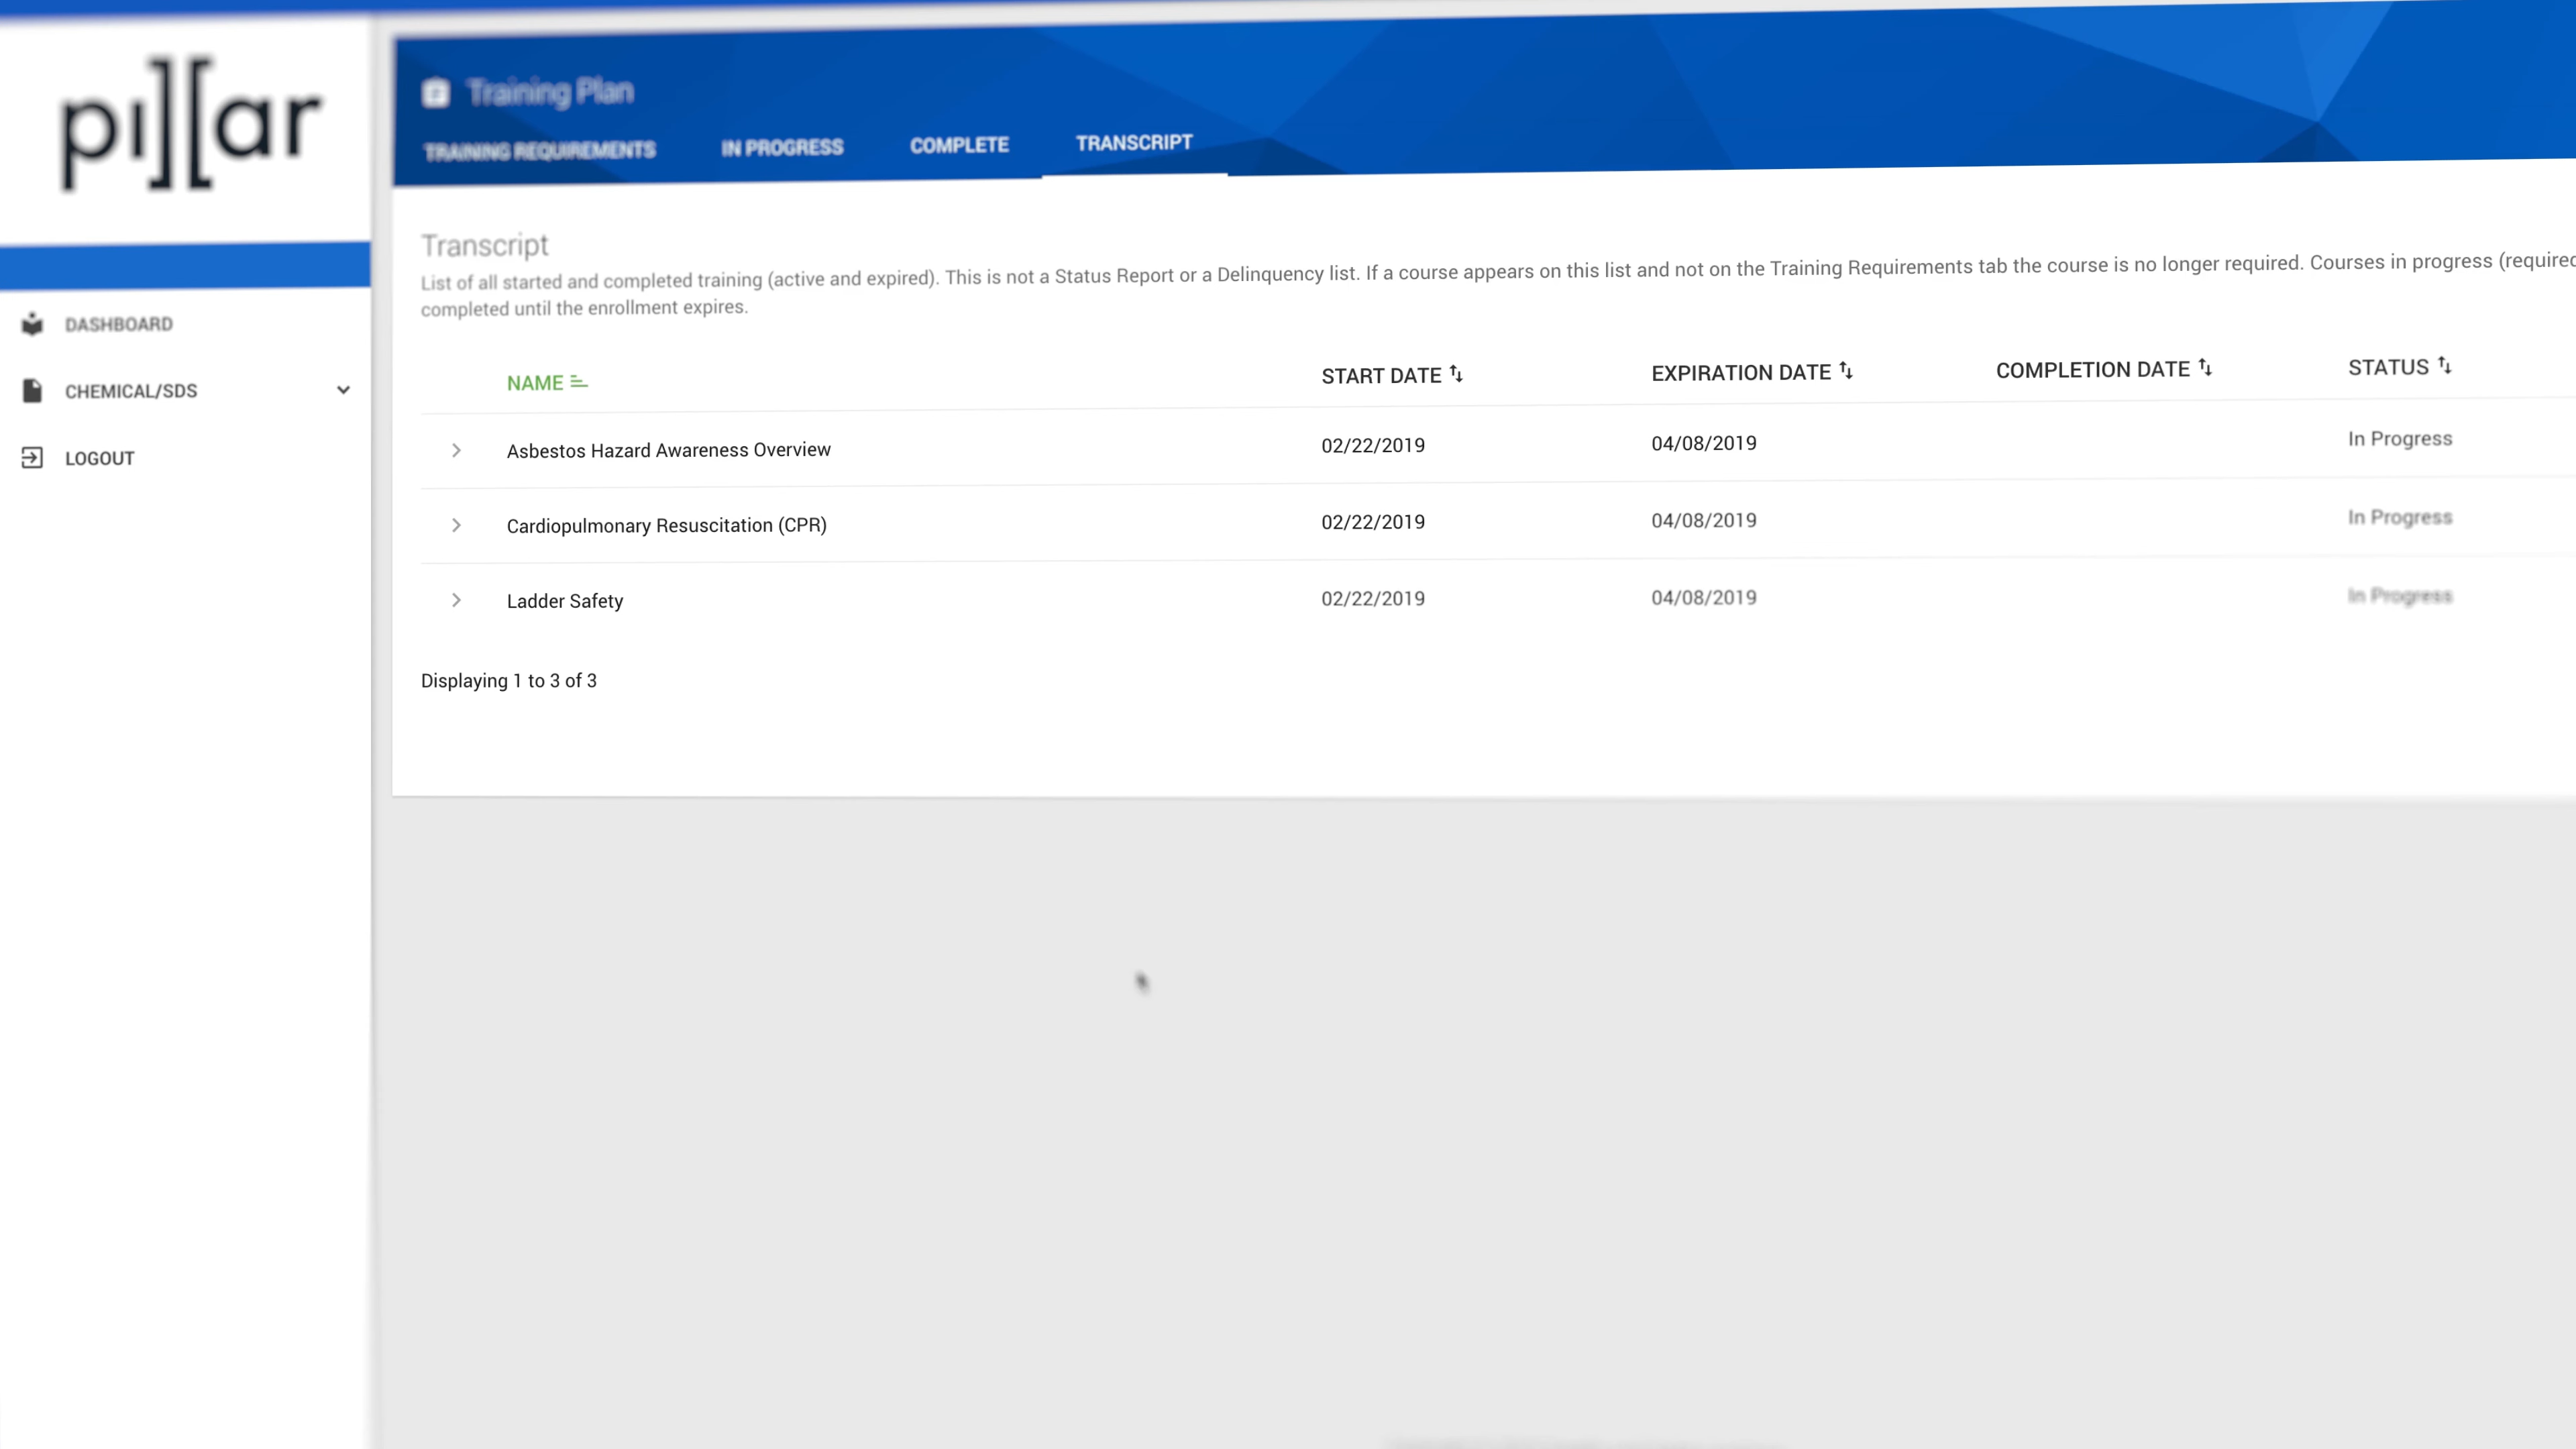 pillar
DASHBOARD
CHEMICAL/SDS
LOGOUT
Training Plan
TRAINING REQUIREMENTS IN PROGRESS COMPLETE TRANSCRIPT
Transcript
List of all started and completed training (active and expired). This is not a Status Report or a Delinquency list. If a course appears on this list and not on the Training Requirements tab the course is no longer required. Courses in progress (required
completed until the enrollment expires.
NAME START DATE EXPIRATION DATE COMPLETION DATE STATUS
Asbestos Hazard Awareness Overview 02/22/2019 04/08/2019 In Progress
Cardiopulmonary Resuscitation (CPR) 02/22/2019 04/08/2019 In Progress
Ladder Safety 02/22/2019 04/08/2019 In Progress
Displaying 1 to 3 of 3